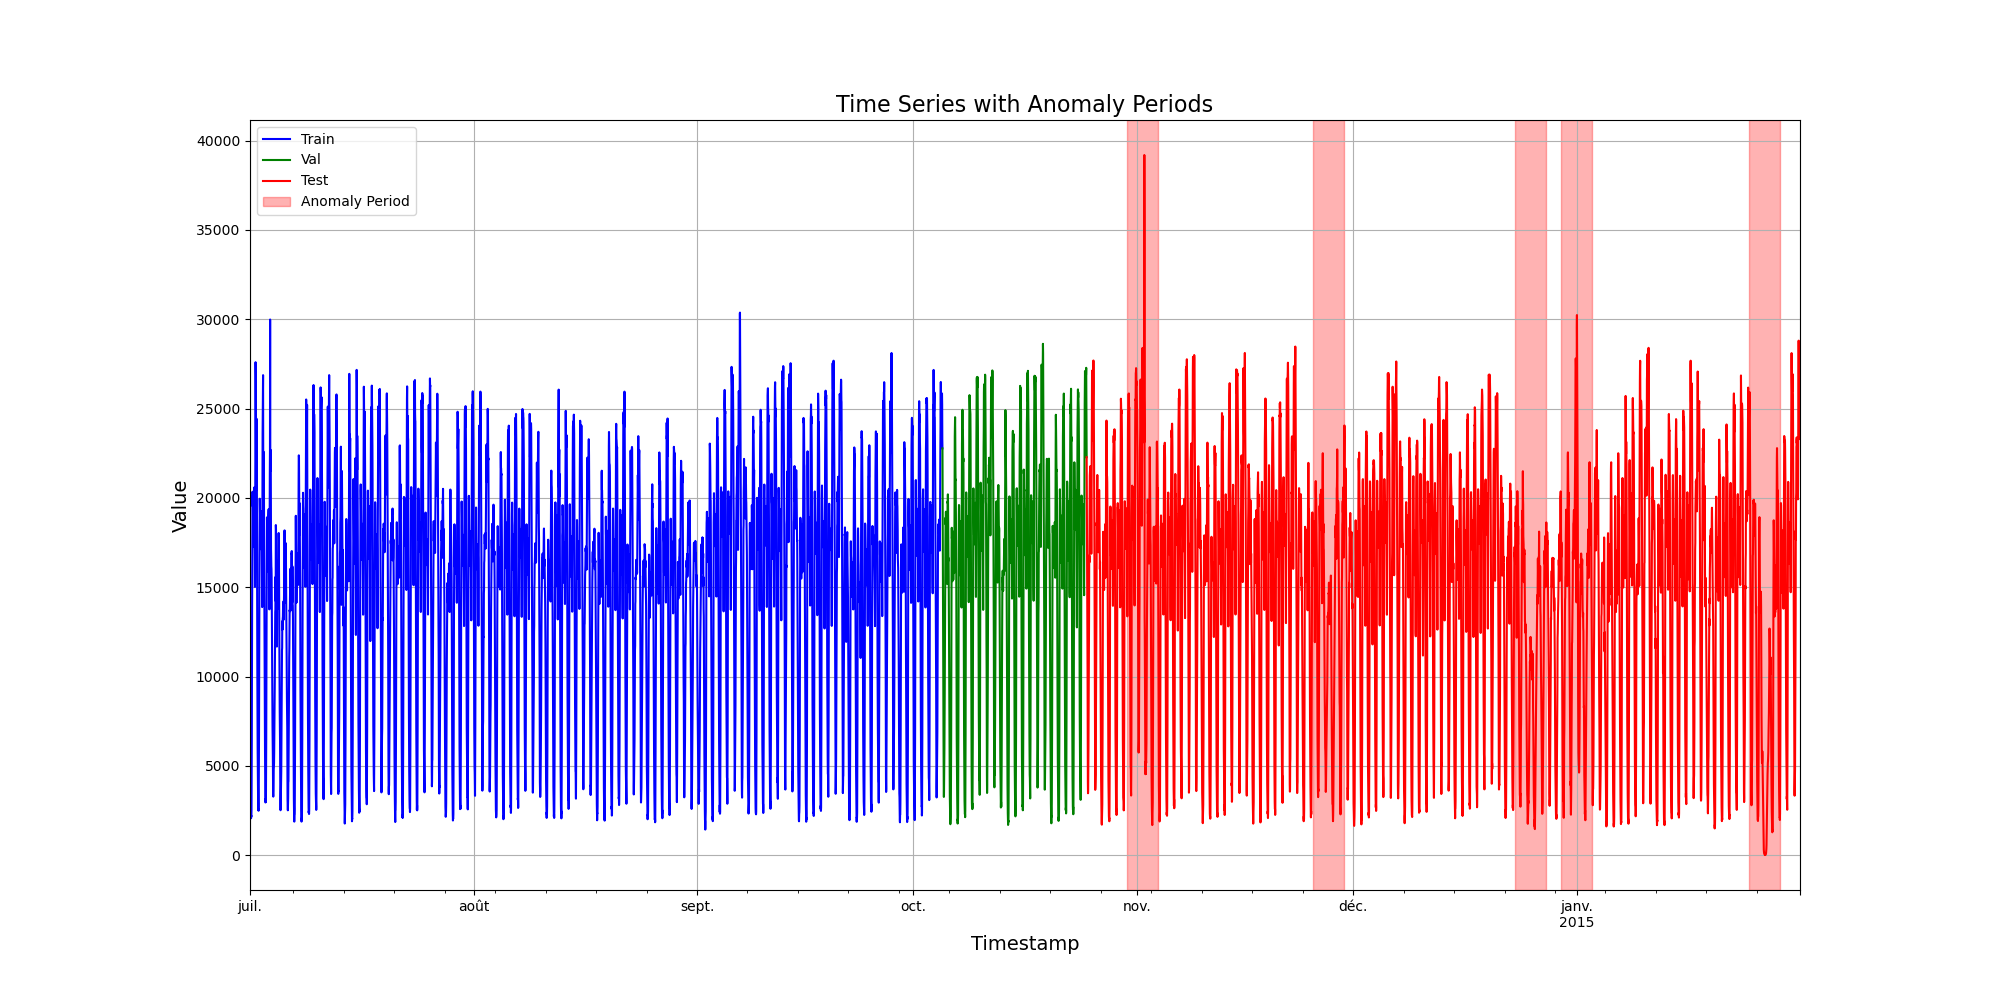 Time Series with Anomaly Periods
Train
Val
Test
Anomaly Period
40000
35000
30000
25000
20000
15000
10000
5000
0
Value
juil. août sept. oct. nov. déc. janv.
2015
Timestamp